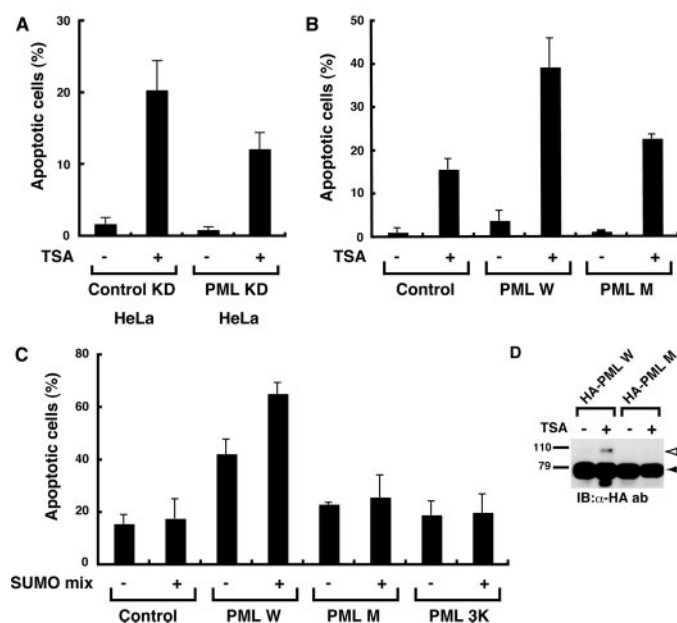 A
Apoptotic cells (%)
30
20
10
0
TSA - + - +
Control KD PML KD
HeLa HeLa
B
Apoptotic cells (%)
50
40
30
20
10
0
TSA - + - + - +
Control PML W PML M
C
Apoptotic cells (%)
80
60
40
20
0
SUMO mix - + - + - + - +
Control PML W PML M PML 3K
D
HA-PML W HA-PML M
TSA - + - +
110
79
IB:α-HA ab